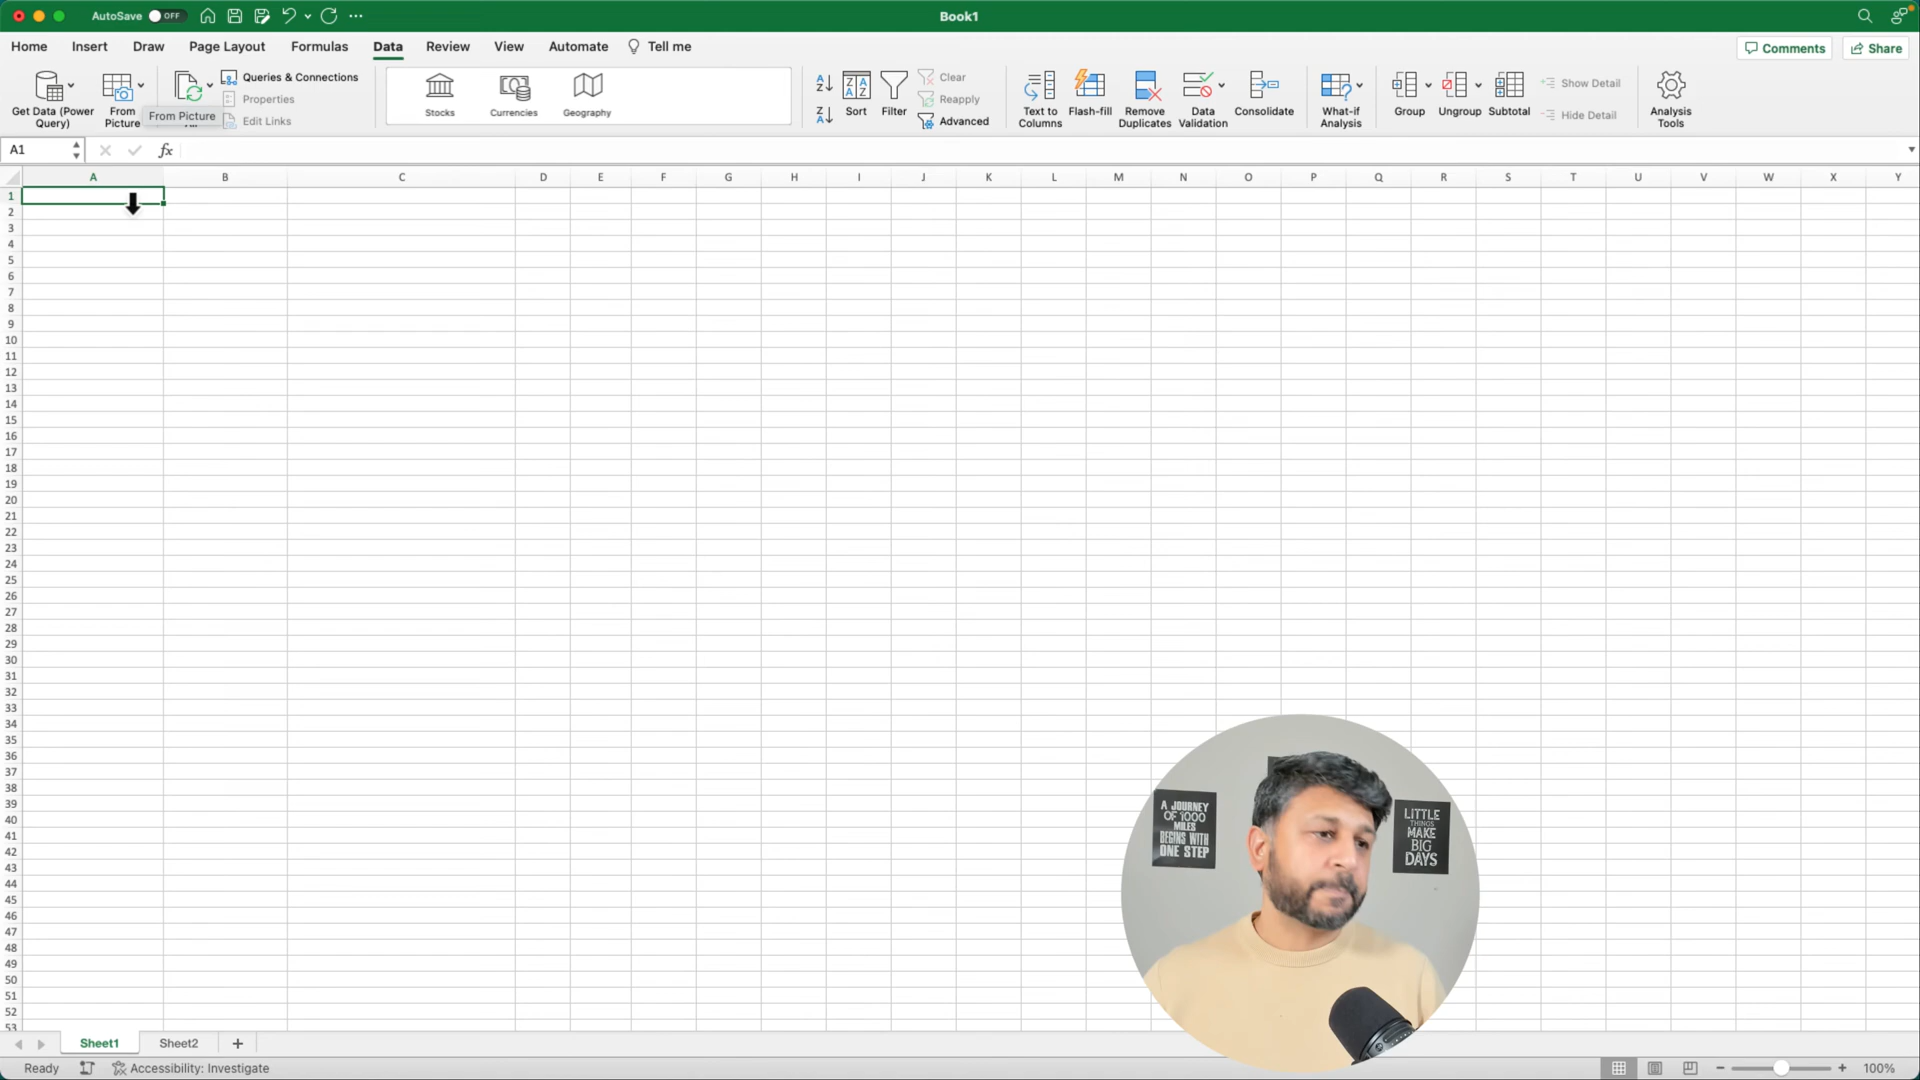 AutoSave OFF
Book1
Home Insert Draw Page Layout Formulas Data Review View Automate Tell me
Comments Share
Get Data (Power Query)
From Picture
From Picture
Queries & Connections
Properties
Edit Links
Stocks Currencies Geography
Sort Filter
Clear
Reapply
Advanced
Text to Columns
Flash-fill
Remove Duplicates
Data Validation
Consolidate
What-if Analysis
Group Ungroup Subtotal
Show Detail
Hide Detail
Analysis Tools
A1 fx
A B C D E F G H I J K L M N O P Q R S T U V W X Y
1
2
3
4
5
6
7
8
9
10
11
12
13
14
15
16
17
18
19
20
21
22
23
24
25
26
27
28
29
30
31
32
33
34
35
36
37
38
39
40
41
42
43
44
45
46
47
48
49
50
51
52
53
A JOURNEY
OF 1000
MILES
BEGINS WITH
ONE STEP
LITTLE
THINGS
MAKE
BIG
DAYS
Sheet1 Sheet2
Ready Accessibility: Investigate
100%